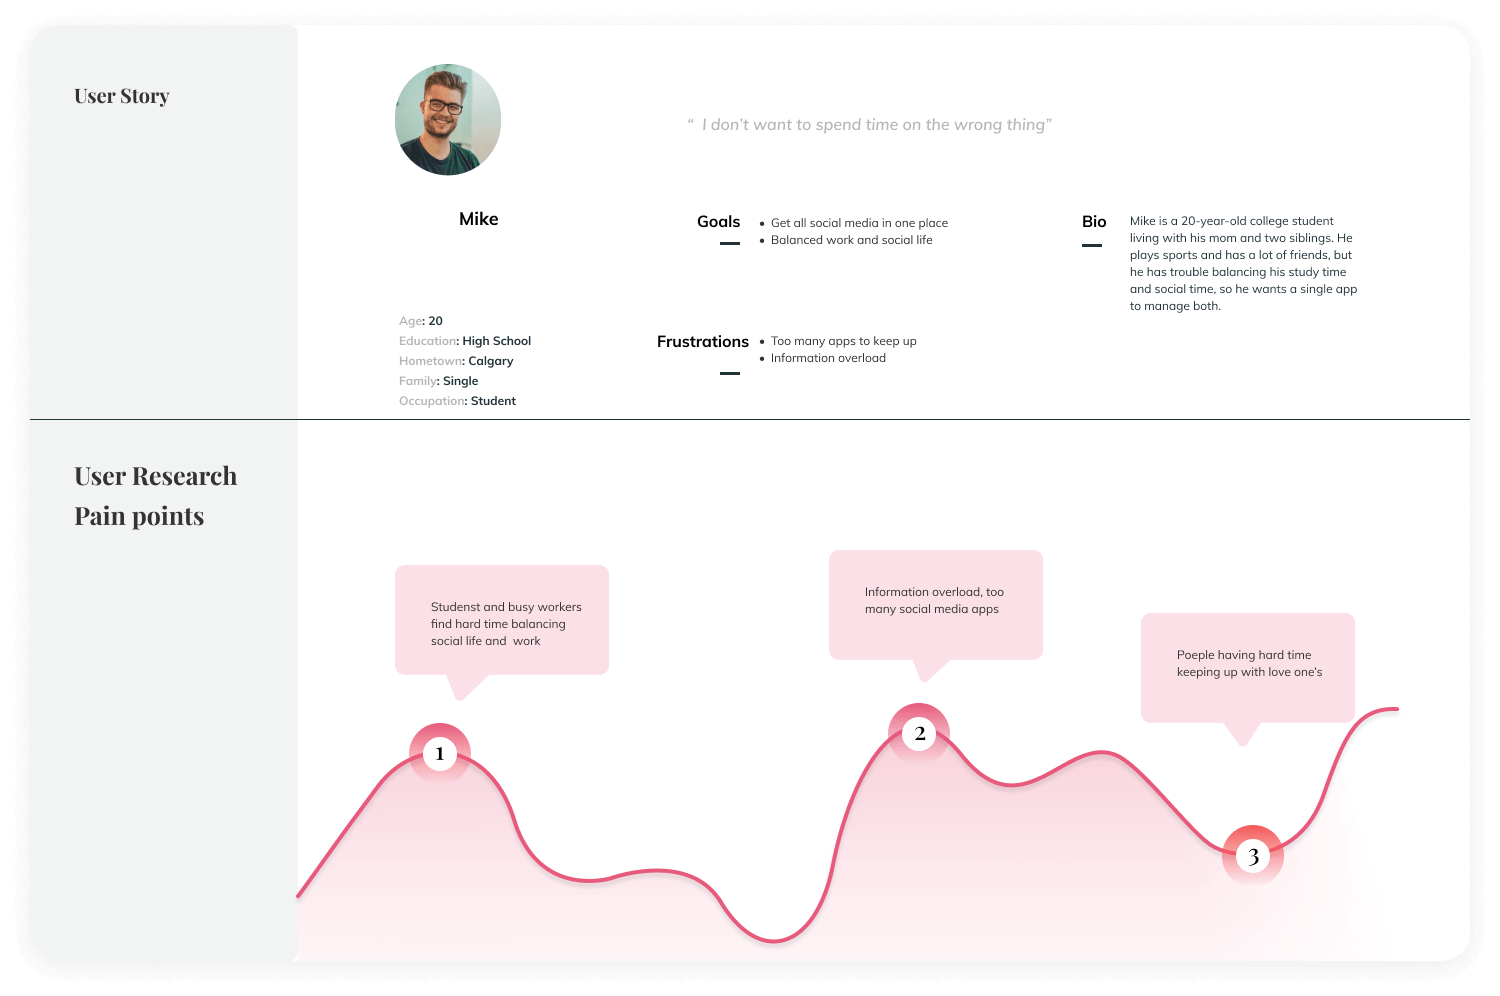 User Story
“ I don’t want to spend time on the wrong thing”
Mike
Age: 20
Education: High School
Hometown: Calgary
Family: Single
Occupation: Student
Goals
• Get all social media in one place
• Balanced work and social life
Frustrations
• Too many apps to keep up
• Information overload
Bio
Mike is a 20-year-old college student
living with his mom and two siblings. He
plays sports and has a lot of friends, but
he has trouble balancing his study time
and social time, so he wants a single app
to manage both.
User Research
Pain points
Studenst and busy workers
find hard time balancing
social life and  work
1
Information overload, too
many social media apps
2
Poeple having hard time
keeping up with love one’s
3